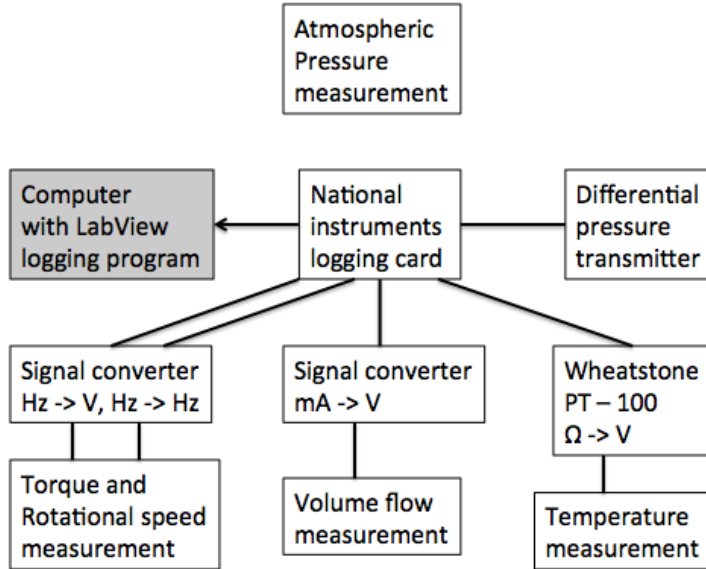 Atmospheric
Pressure
measurement
Computer
with LabView
logging program
National
instruments
logging card
Differential
pressure
transmitter
Signal converter
Hz -> V, Hz -> Hz
Signal converter
mA -> V
Wheatstone
PT – 100
Ω -> V
Torque and
Rotational speed
measurement
Volume flow
measurement
Temperature
measurement